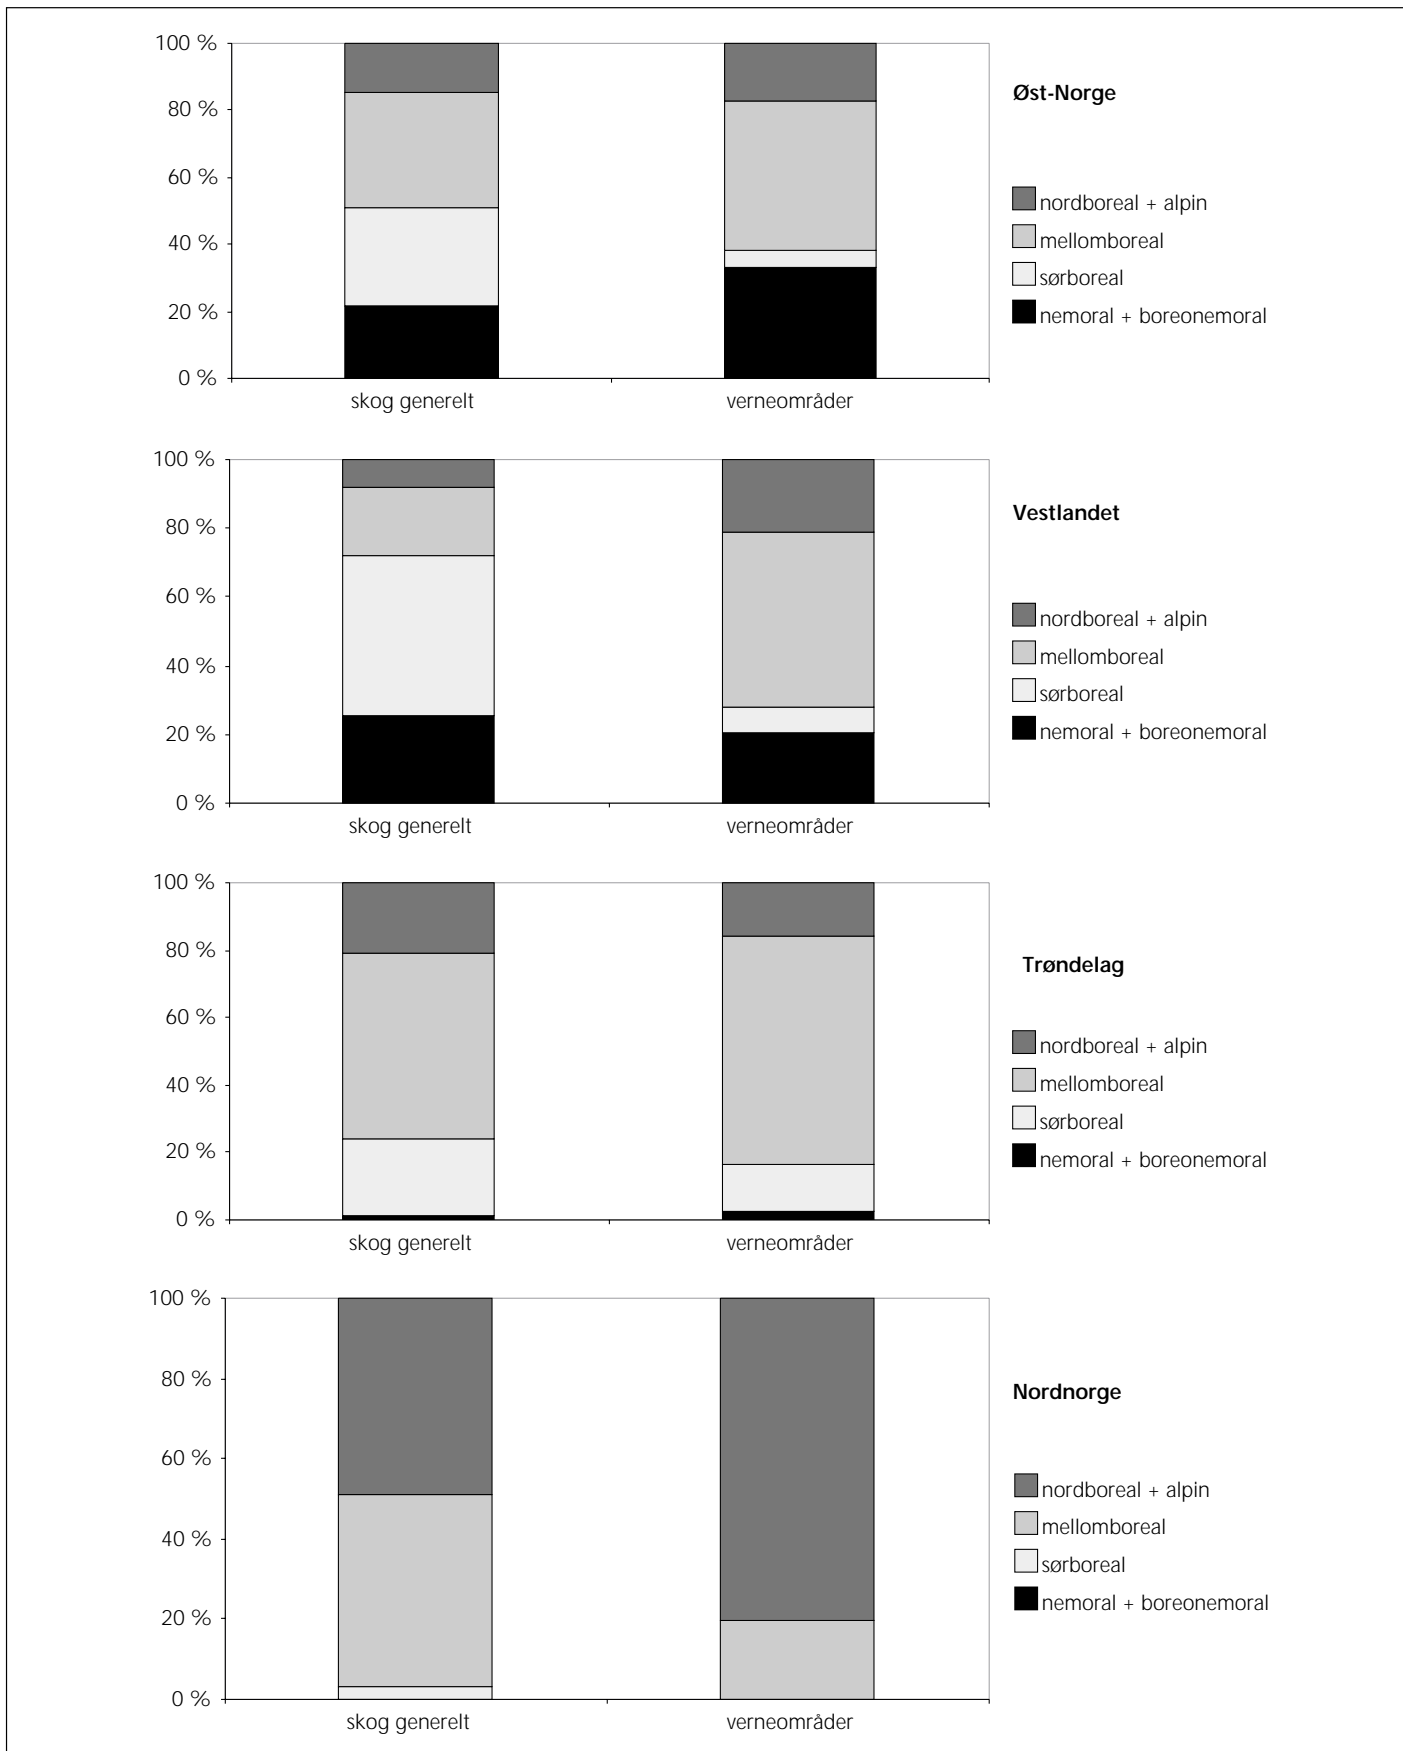 100 %
80 %
60 %
40 %
20 %
0 %
skog generelt
verneområder
Øst-Norge
nordboreal + alpin
mellomboreal
sørboreal
nemoral + boreonemoral
100 %
80 %
60 %
40 %
20 %
0 %
skog generelt
verneområder
Vestlandet
nordboreal + alpin
mellomboreal
sørboreal
nemoral + boreonemoral
100 %
80 %
60 %
40 %
20 %
0 %
skog generelt
verneområder
Trøndelag
nordboreal + alpin
mellomboreal
sørboreal
nemoral + boreonemoral
100 %
80 %
60 %
40 %
20 %
0 %
skog generelt
verneområder
Nordnorge
nordboreal + alpin
mellomboreal
sørboreal
nemoral + boreonemoral